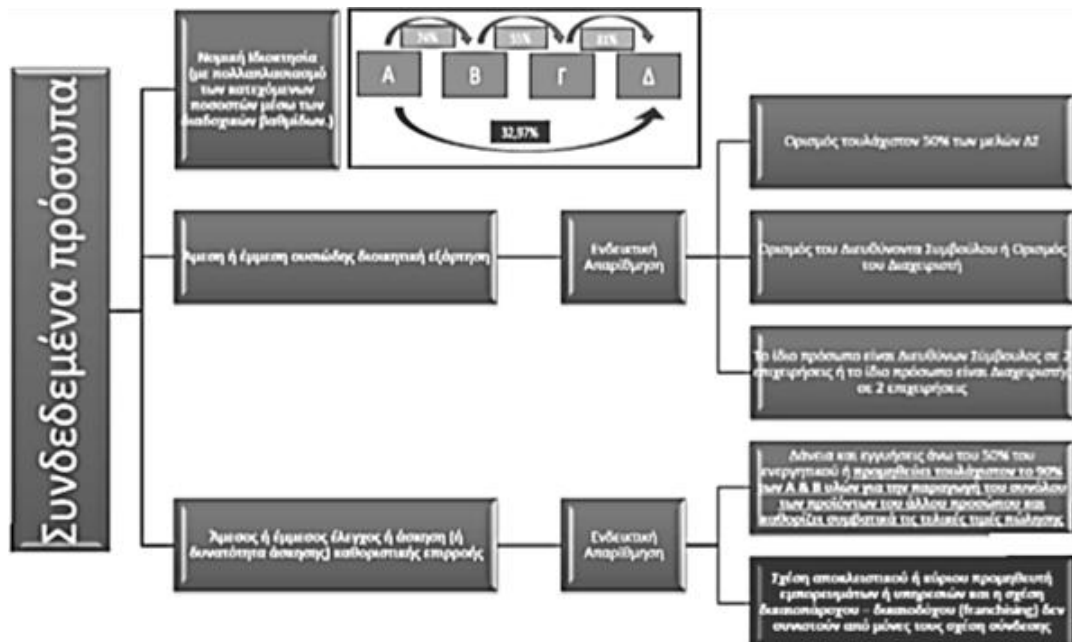 Συνδεδεμένα πρόσωπα
Νομική Ιδιοκτησία
(με πολλαπλασιασμό
των κατεχόμενων
ποσοστών μέσω των
διαδοχικών βαθμίδων.)
74%
55%
81%
Α
Β
Γ
Δ
32,97%
Άμεση ή έμμεση ουσιώδης διοικητική εξάρτηση
Ενδεικτική
Απαρίθμηση
Ορισμός τουλάχιστον 50% των μελών ΔΣ
Ορισμός του Διευθύνοντα Συμβούλου ή Ορισμός
του Διαχειριστή
Το ίδιο πρόσωπο είναι Διευθύνων Σύμβουλος σε 2
επιχειρήσεις ή το ίδιο πρόσωπο είναι Διαχειριστής
σε 2 επιχειρήσεις
Άμεσος ή έμμεσος έλεγχος ή άσκηση (ή
δυνατότητα άσκησης) καθοριστικής επιρροής
Ενδεικτική
Απαρίθμηση
Δάνεια και εγγυήσεις άνω του 50% του
ενεργητικού ή προμηθεύει τουλάχιστον το 90%
των Α & Β υλών για την παραγωγή του συνόλου
των προϊόντων του άλλου προσώπου και
καθορίζει συμβατικά τις τελικές τιμές πώλησης
Σχέση αποκλειστικού ή κύριου προμηθευτή
εμπορευμάτων ή υπηρεσιών και η σχέση
δικαιοπάροχου – δικαιοδόχου (franchising) δεν
συνιστούν από μόνες τους σχέση σύνδεσης